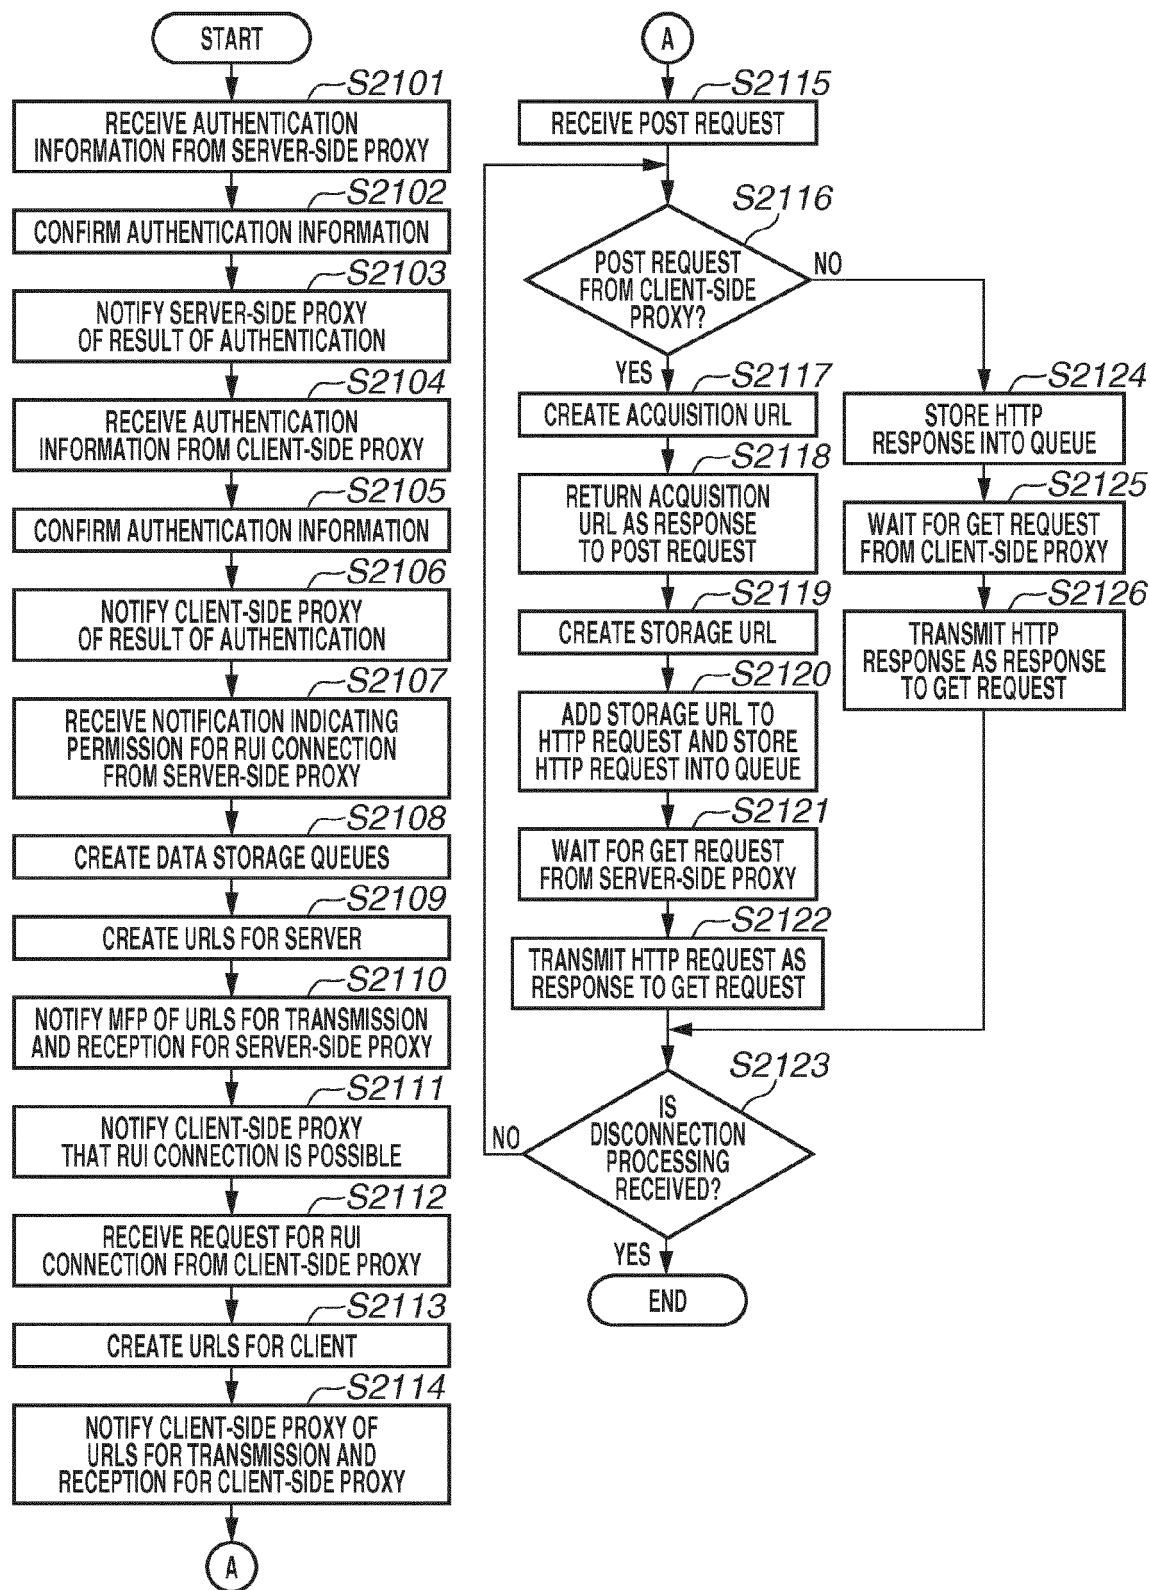 START
S2101
RECEIVE AUTHENTICATION
INFORMATION FROM SERVER-SIDE PROXY
S2102
CONFIRM AUTHENTICATION INFORMATION
S2103
NOTIFY SERVER-SIDE PROXY
OF RESULT OF AUTHENTICATION
S2104
RECEIVE AUTHENTICATION
INFORMATION FROM CLIENT-SIDE PROXY
S2105
CONFIRM AUTHENTICATION INFORMATION
S2106
NOTIFY CLIENT-SIDE PROXY
OF RESULT OF AUTHENTICATION
S2107
RECEIVE NOTIFICATION INDICATING
PERMISSION FOR RUI CONNECTION
FROM SERVER-SIDE PROXY
S2108
CREATE DATA STORAGE QUEUES
S2109
CREATE URLS FOR SERVER
S2110
NOTIFY MFP OF URLS FOR TRANSMISSION
AND RECEPTION FOR SERVER-SIDE PROXY
S2111
NOTIFY CLIENT-SIDE PROXY
THAT RUI CONNECTION IS POSSIBLE
S2112
RECEIVE REQUEST FOR RUI
CONNECTION FROM CLIENT-SIDE PROXY
S2113
CREATE URLS FOR CLIENT
S2114
NOTIFY CLIENT-SIDE PROXY OF
URLS FOR TRANSMISSION AND
RECEPTION FOR CLIENT-SIDE PROXY
A
A
S2115
RECEIVE POST REQUEST
S2116
POST REQUEST
FROM CLIENT-SIDE
PROXY?
NO
YES
S2117
CREATE ACQUISITION URL
S2118
RETURN ACQUISITION
URL AS RESPONSE
TO POST REQUEST
S2119
CREATE STORAGE URL
S2120
ADD STORAGE URL TO
HTTP REQUEST AND STORE
HTTP REQUEST INTO QUEUE
S2121
WAIT FOR GET REQUEST
FROM SERVER-SIDE PROXY
S2122
TRANSMIT HTTP REQUEST AS
RESPONSE TO GET REQUEST
S2123
IS
DISCONNECTION
PROCESSING
RECEIVED?
NO
YES
END
S2124
STORE HTTP
RESPONSE INTO QUEUE
S2125
WAIT FOR GET REQUEST
FROM CLIENT-SIDE PROXY
S2126
TRANSMIT HTTP
RESPONSE AS RESPONSE
TO GET REQUEST